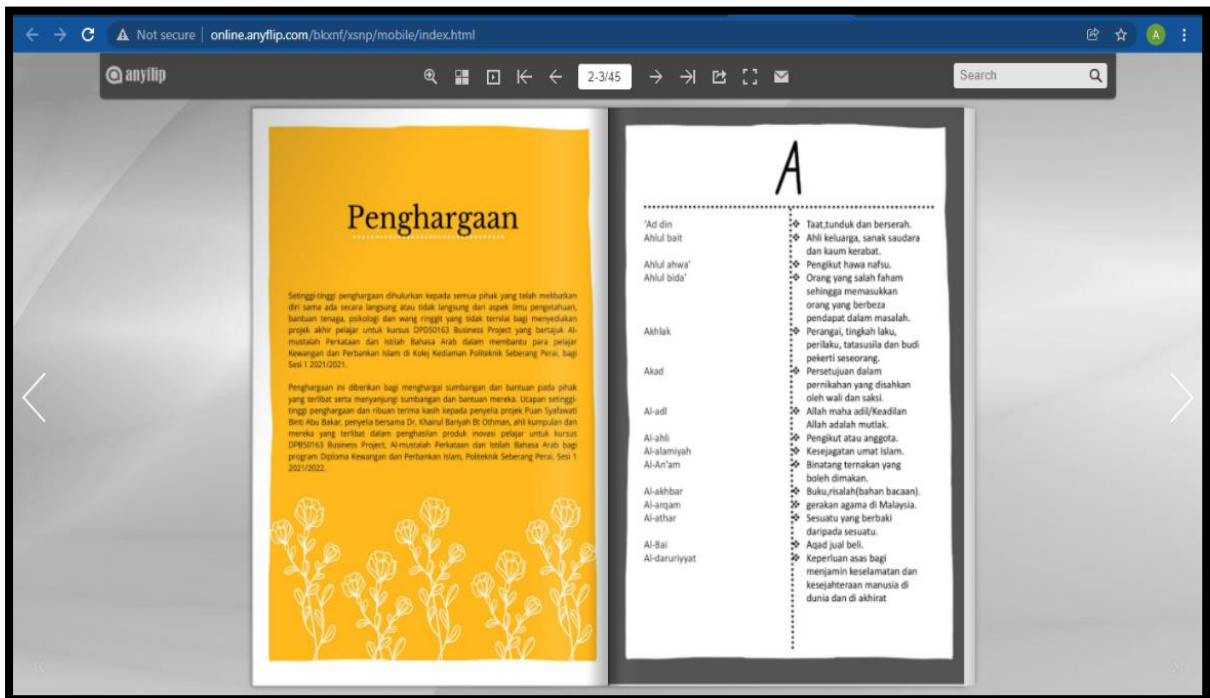 Not secure | online.anyflip.com/bkxnf/xsnp/mobile/index.html
A
anyflip
2-3/45
Search
Penghargaan
Setinggi-tinggi penghargaan dihulurkan kepada semua pihak yang telah melibatkan
diri sama ada secara langsung atau tidak langsung dari aspek ilmu pengetahuan,
bantuan tenaga, psikologi dan wang ringgit yang tidak ternilai bagi menyediakan
projek akhir pelajar untuk kursus DPD50163 Business Project yang bertajuk Al-
mustalah Perkataan dan Istilah Bahasa Arab dalam membantu para pelajar
Kewangan dan Perbankan Islam di Kolej Kediaman Politeknik Seberang Perai, bagi
Sesi 1 2021/2021.
Penghargaan ini diberikan bagi menghargai sumbangan dan bantuan pada pihak
yang terlibat serta menyanjungi sumbangan dan bantuan mereka. Ucapan setinggi-
tinggi penghargaan dan ribuan terima kasih kepada penyelia projek Puan Syafawati
Binti Abu Bakar, penyelia bersama Dr. Khairul Bariyah Bt Othman, ahli kumpulan dan
mereka yang terlibat dalam penghasilan produk inovasi pelajar untuk kursus
DPB50163 Business Project, Al-mustalah Perkataan dan Istilah Bahasa Arab bagi
program Diploma Kewangan dan Perbankan Islam, Politeknik Seberang Perai, Sesi 1
2021/2022.
A
'Ad din ❖ Taat,tunduk dan berserah.
Ahlul bait ❖ Ahli keluarga, sanak saudara
dan kaum kerabat.
Ahlul ahwa' ❖ Pengikut hawa nafsu.
Ahlul bida' ❖ Orang yang salah faham
sehingga memasukkan
orang yang berbeza
pendapat dalam masalah.
Akhlak ❖ Perangai, tingkah laku,
perilaku, tatasusila dan budi
pekerti seseorang.
Akad ❖ Persetujuan dalam
pernikahan yang disahkan
oleh wali dan saksi.
Al-adl ❖ Allah maha adil/Keadilan
Allah adalah mutlak.
Al-ahli ❖ Pengikut atau anggota.
Al-alamiyah ❖ Kesejagatan umat Islam.
Al-An'am ❖ Binatang ternakan yang
boleh dimakan.
Al-akhbar ❖ Buku,risalah(bahan bacaan).
Al-arqam ❖ gerakan agama di Malaysia.
Al-athar ❖ Sesuatu yang berbaki
daripada sesuatu.
Al-Bai ❖ Aqad jual beli.
Al-daruriyyat ❖ Keperluan asas bagi
menjamin keselamatan dan
kesejahteraan manusia di
dunia dan di akhirat